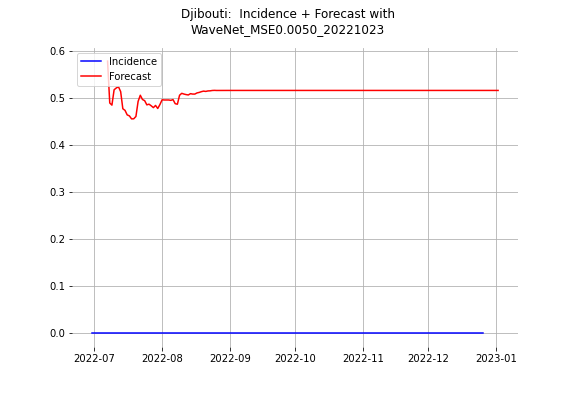 Djibouti:  Incidence + Forecast with
WaveNet_MSE0.0050_20221023
0.6
Incidence
Forecast
0.5
0.4
0.3
0.2
0.1
0.0
2022-07 2022-08 2022-09 2022-10 2022-11 2022-12 2023-01